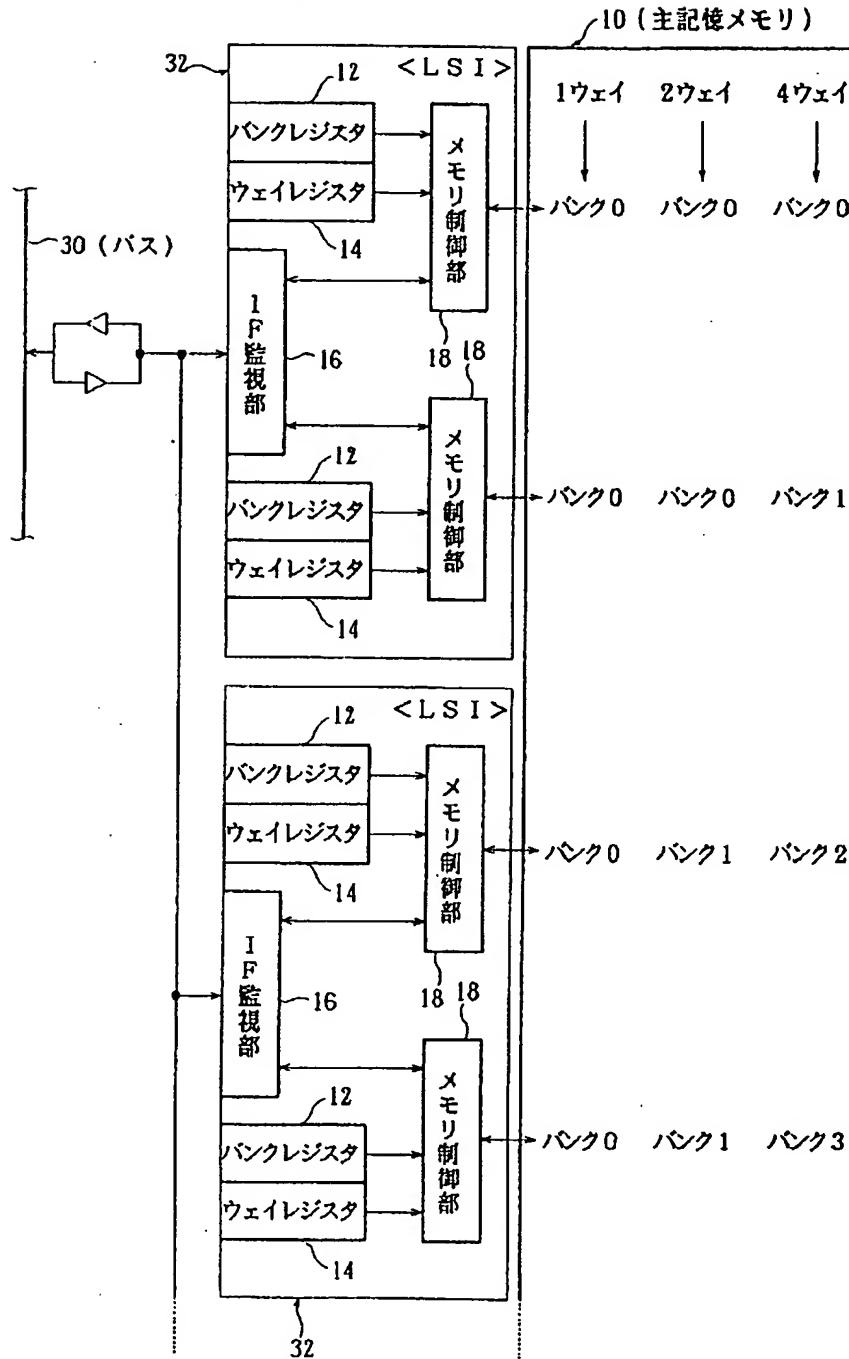 10(主記憶メモリ)
32
<LSI>
1ウェイ 2ウェイ 4ウェイ
12
バンクレジスタ
ウェイレジスタ
14
メモリ制御部
18
バンク0 バンク0 バンク0
30(バス)
IF監視部
16
18
メモリ制御部
12
バンクレジスタ
ウェイレジスタ
14
バンク0 バンク0 バンク1
<LSI>
12
バンクレジスタ
ウェイレジスタ
14
メモリ制御部
18
バンク0 バンク1 バンク2
IF監視部
16
18
メモリ制御部
12
バンクレジスタ
ウェイレジスタ
14
バンク0 バンク1 バンク3
32